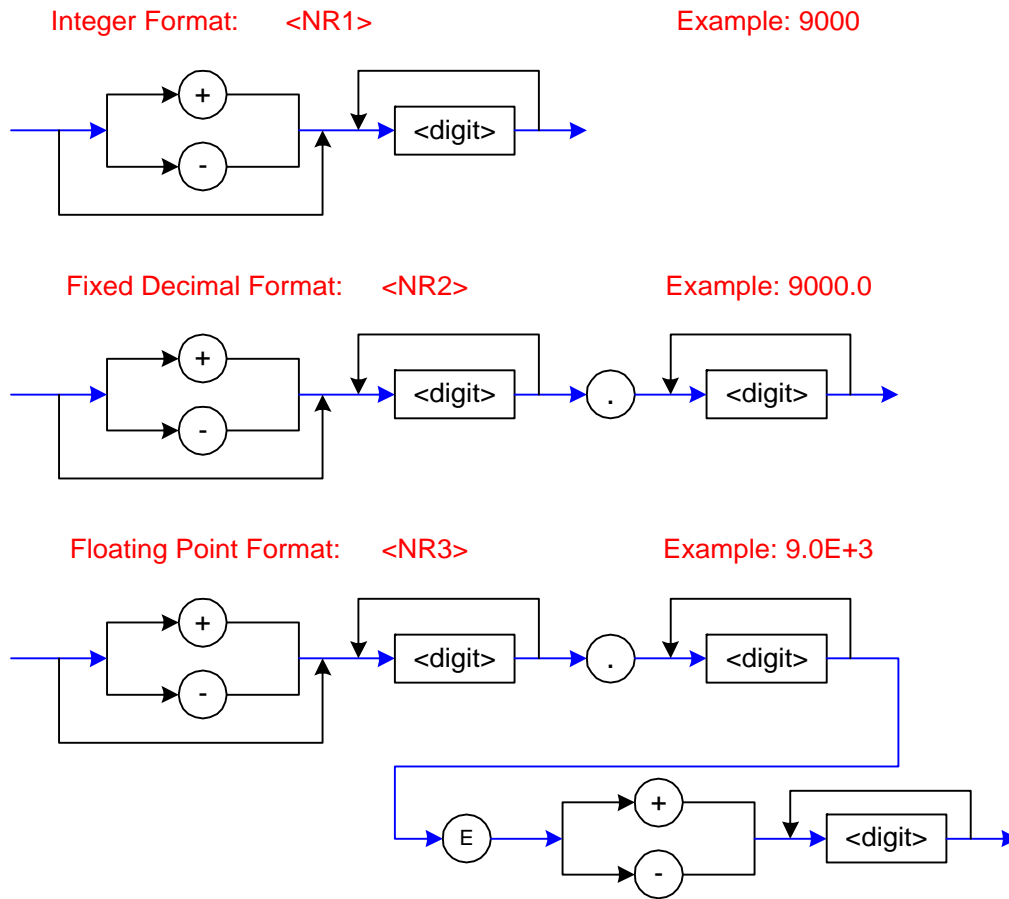 Integer Format: <NR1> Example: 9000
+
<digit>
-
Fixed Decimal Format: <NR2> Example: 9000.0
+
<digit> . <digit>
-
Floating Point Format: <NR3> Example: 9.0E+3
+
<digit> . <digit>
-
+
E <digit>
-